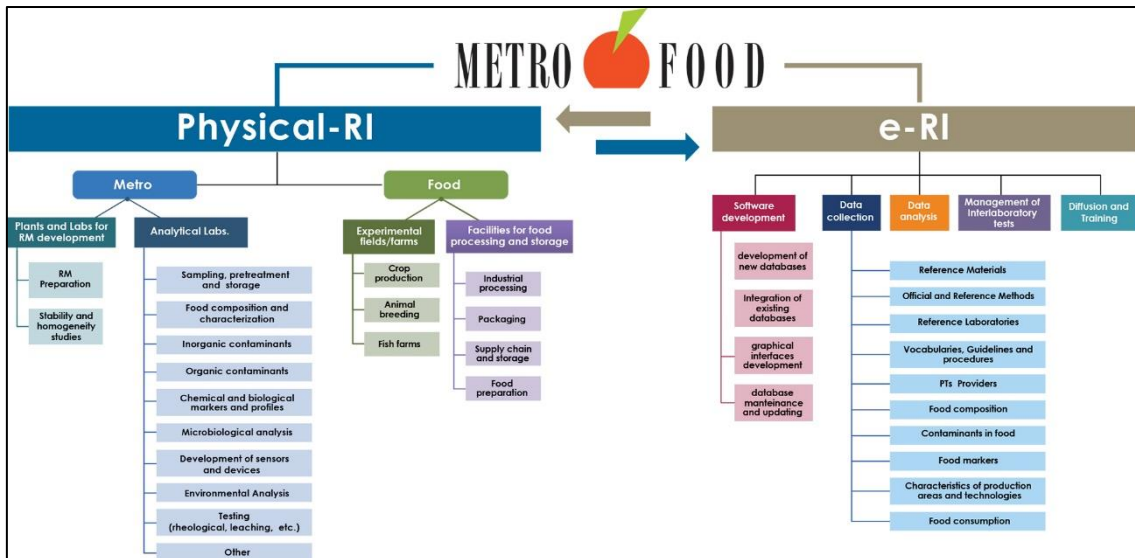 METRO FOOD
Physical-RI
e-RI
Metro
Food
Plants and Labs for
RM development
Analytical Labs.
RM
Preparation
Stability and
homogeneity
studies
Sampling, pretreatment
and storage
Food composition and
characterization
Inorganic contaminants
Organic contaminants
Chemical and biological
markers and profiles
Microbiological analysis
Development of sensors
and devices
Environmental Analysis
Testing
(rheological, leaching, etc.)
Other
Experimental
fields/farms
Facilities for food
processing and storage
Crop
production
Animal
breeding
Fish farms
Industrial
processing
Packaging
Supply chain
and storage
Food
preparation
Software
development
Data
collection
Data
analysis
Management of
Interlaboratory
tests
Diffusion and
Training
development of
new databases
Integration of
existing
databases
graphical
interfaces
development
database
manteinance
and updating
Reference Materials
Official and Reference Methods
Reference Laboratories
Vocabularies, Guidelines and
procedures
PTs Providers
Food composition
Contaminants in food
Food markers
Characteristics of production
areas and technologies
Food consumption